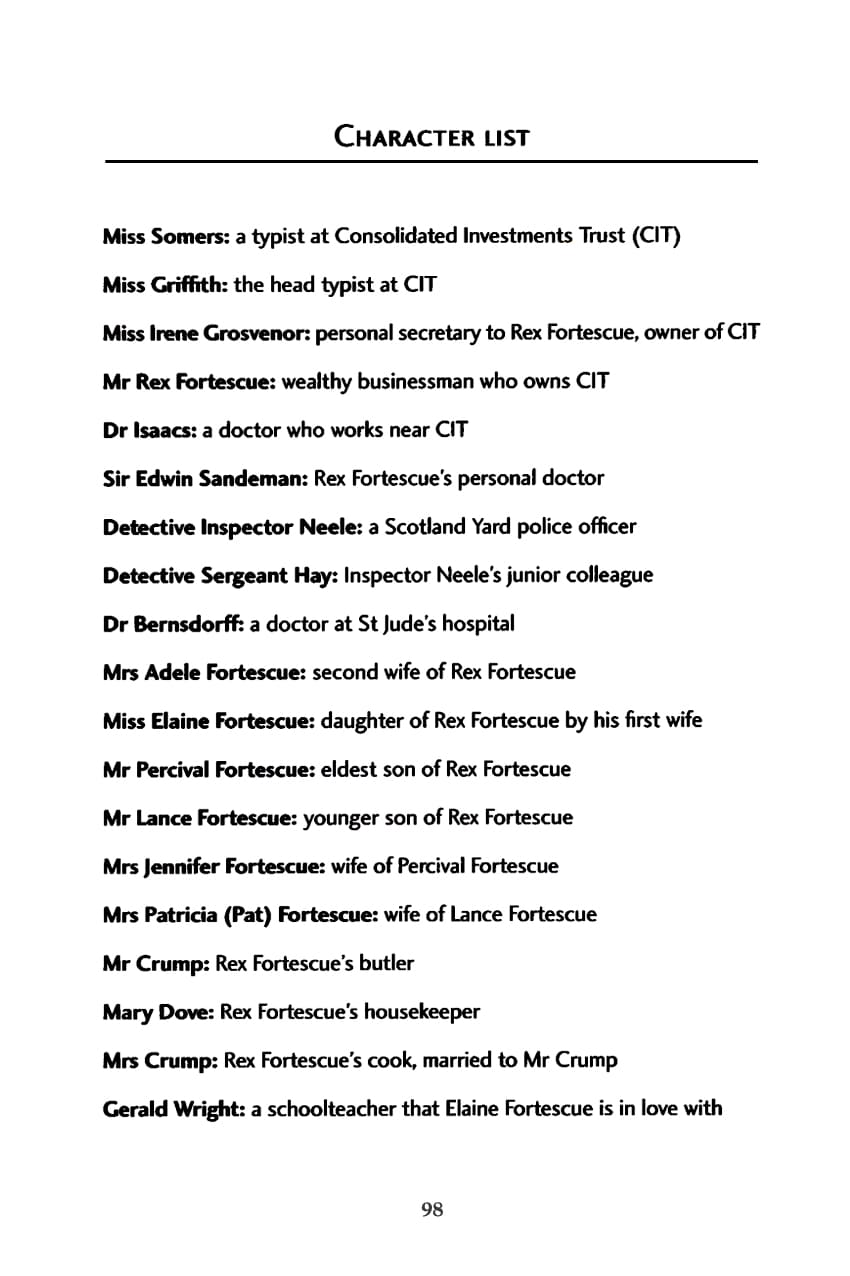 CHARACTER LIST
Miss Somers: a typist at Consolidated Investments Trust (CIT)
Miss Griffith: the head typist at CIT
Miss Irene Grosvenor: personal secretary to Rex Fortescue, owner of CIT
Mr Rex Fortescue: wealthy businessman who owns CIT
Dr Isaacs: a doctor who works near CIT
Sir Edwin Sandeman: Rex Fortescue's personal doctor
Detective Inspector Neele: a Scotland Yard police officer
Detective Sergeant Hay: Inspector Neele's junior colleague
Dr Bernsdorff: a doctor at St Jude's hospital
Mrs Adele Fortescue: second wife of Rex Fortescue
Miss Elaine Fortescue: daughter of Rex Fortescue by his first wife
Mr Percival Fortescue: eldest son of Rex Fortescue
Mr Lance Fortescue: younger son of Rex Fortescue
Mrs Jennifer Fortescue: wife of Percival Fortescue
Mrs Patricia (Pat) Fortescue: wife of Lance Fortescue
Mr Crump: Rex Fortescue's butler
Mary Dove: Rex Fortescue's housekeeper
Mrs Crump: Rex Fortescue's cook, married to Mr Crump
Gerald Wright: a schoolteacher that Elaine Fortescue is in love with
98